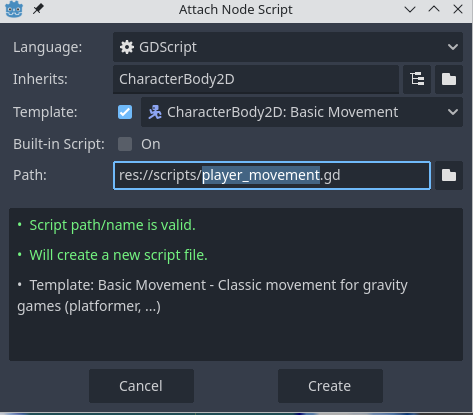 Attach Node Script
Language: GDScript
Inherits: CharacterBody2D
Template: CharacterBody2D: Basic Movement
Built-in Script: On
Path: res://scripts/player_movement.gd
• Script path/name is valid.
• Will create a new script file.
• Template: Basic Movement - Classic movement for gravity
games (platformer, ...)
Cancel Create